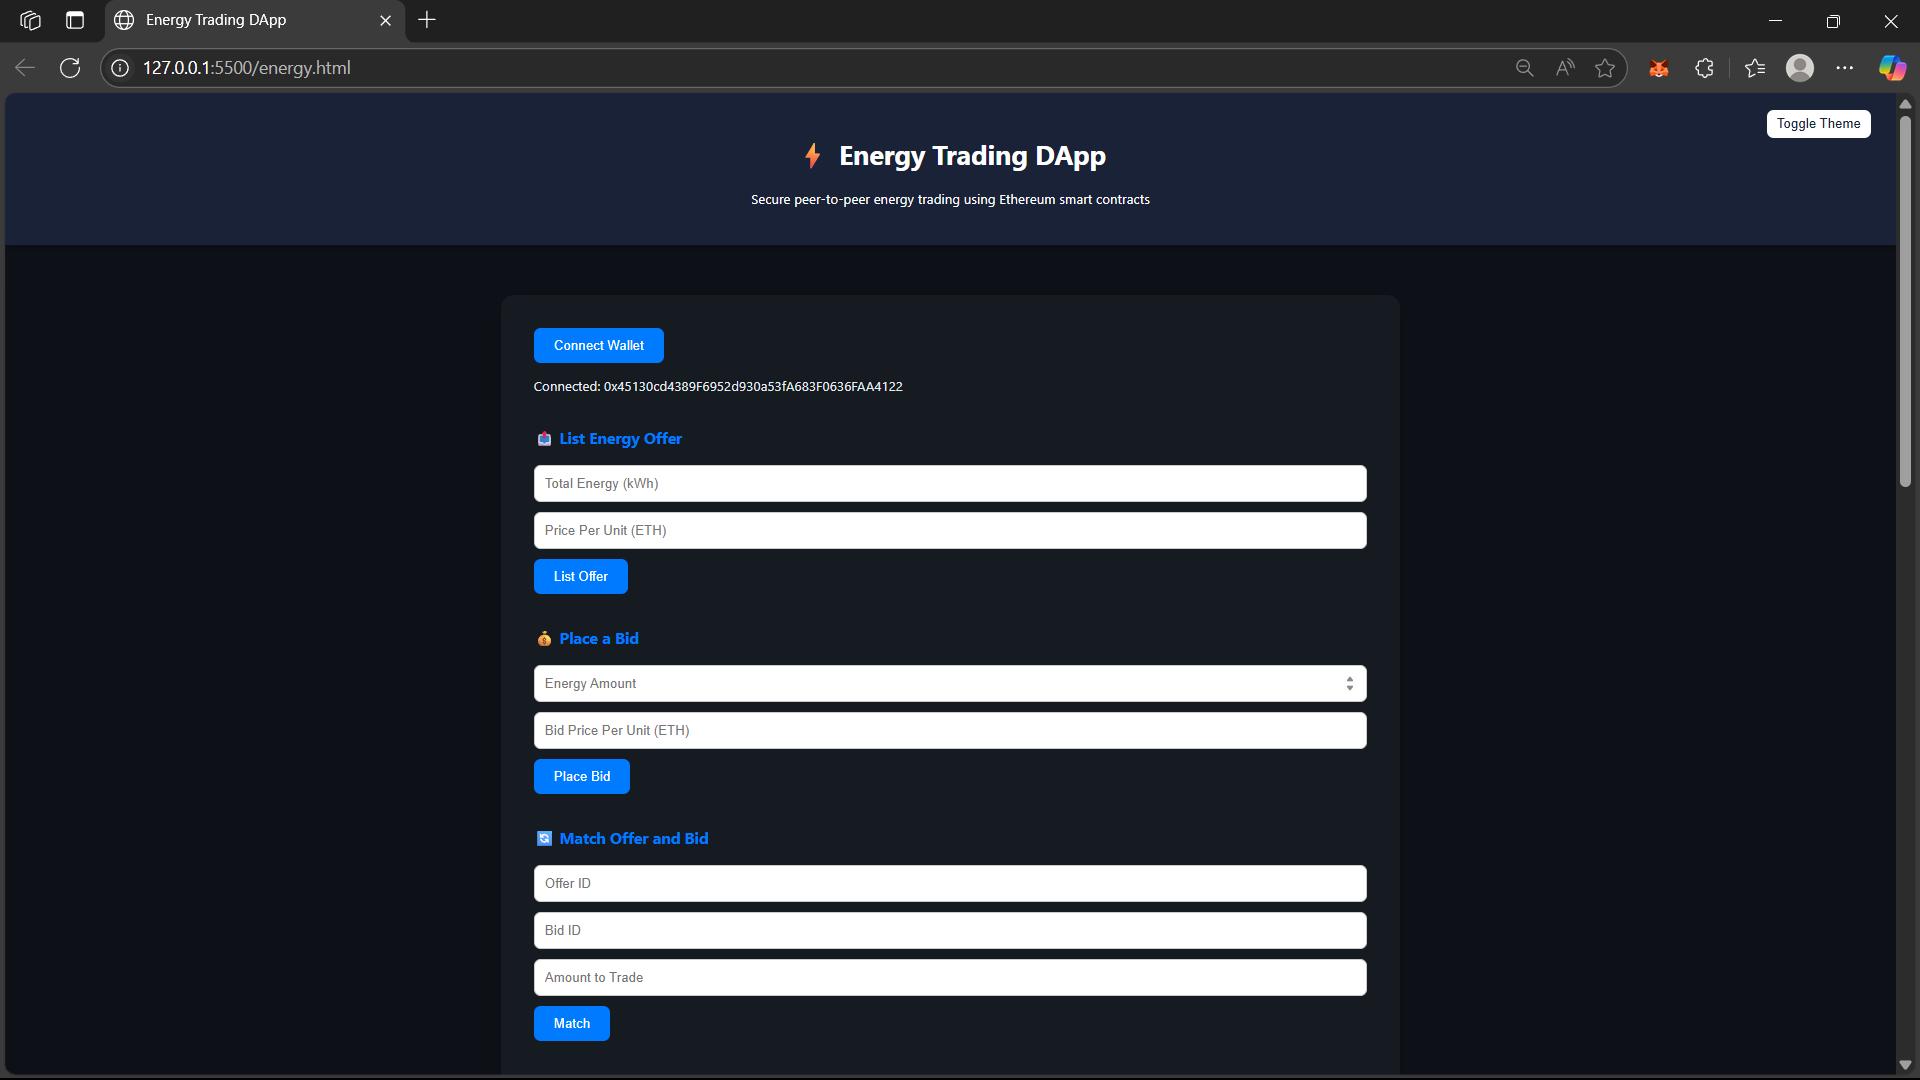 Energy Trading DApp
127.0.0.1:5500/energy.html
Toggle Theme
Energy Trading DApp
Secure peer-to-peer energy trading using Ethereum smart contracts
Connect Wallet
Connected: 0x45130cd4389F6952d930a53fA683F0636FAA4122
List Energy Offer
Total Energy (kWh)
Price Per Unit (ETH)
List Offer
Place a Bid
Energy Amount
Bid Price Per Unit (ETH)
Place Bid
Match Offer and Bid
Offer ID
Bid ID
Amount to Trade
Match